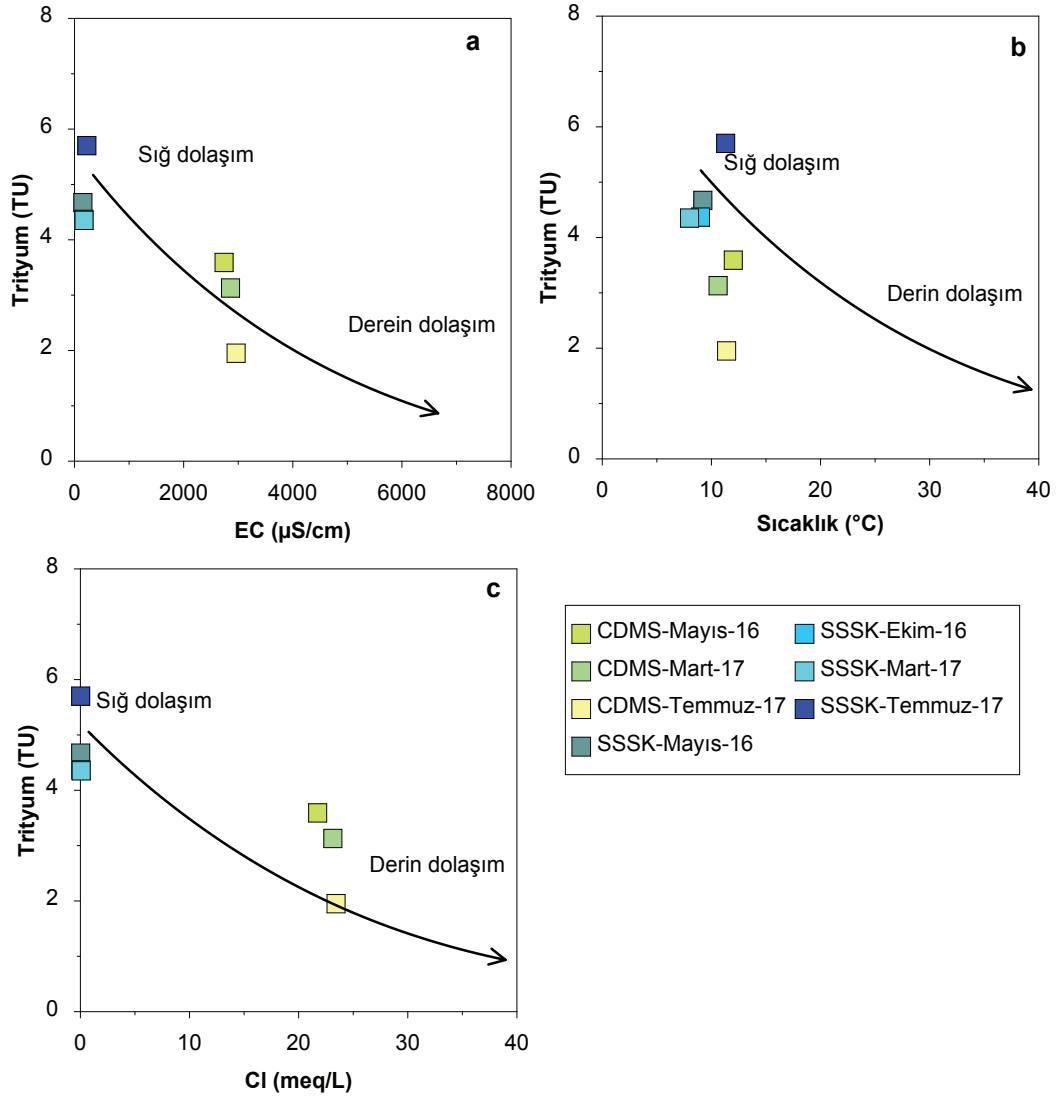 a
8
6
4
2
0
Trityum (TU)
Sığ dolaşım
Derein dolaşım
0 2000 4000 6000 8000
EC (µS/cm)
b
8
6
4
2
0
Trityum (TU)
Sığ dolaşım
Derin dolaşım
0 10 20 30 40
Sıcaklık (°C)
c
8
6
4
2
0
Trityum (TU)
Sığ dolaşım
Derin dolaşım
0 10 20 30 40
Cl (meq/L)
CDMS-Mayıs-16
CDMS-Mart-17
CDMS-Temmuz-17
SSSK-Mayıs-16
SSSK-Ekim-16
SSSK-Mart-17
SSSK-Temmuz-17